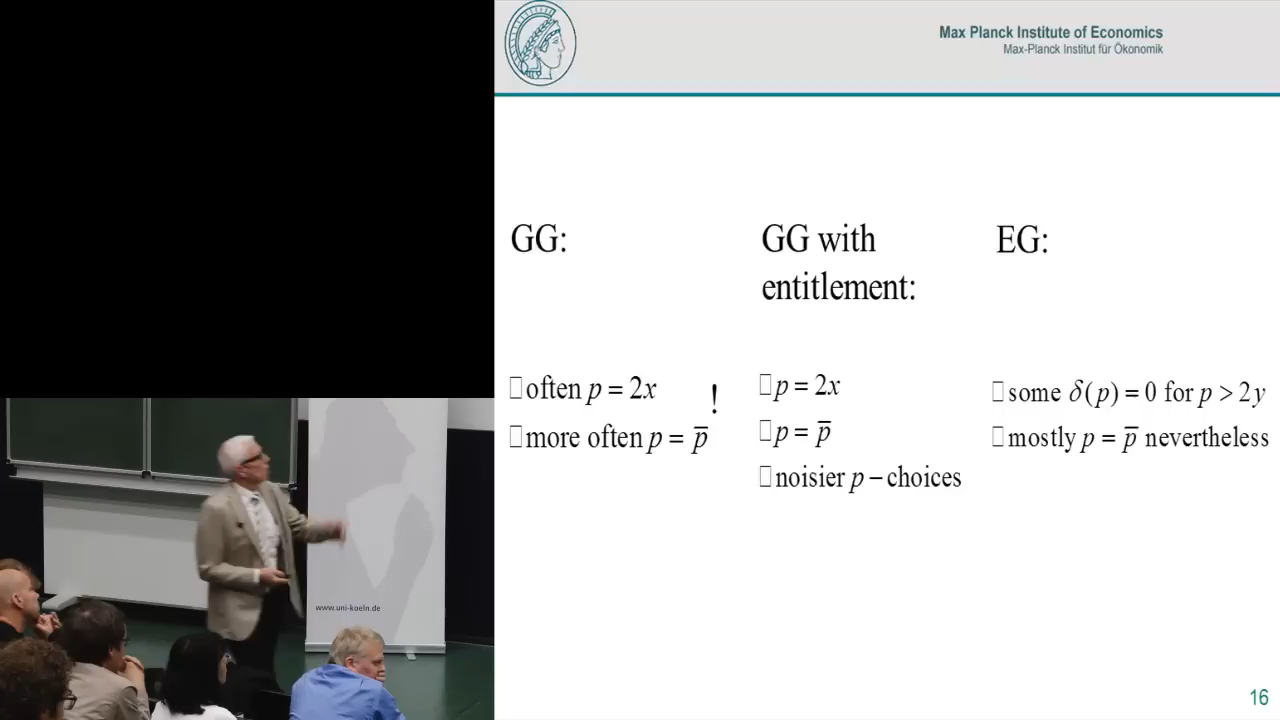 Max Planck Institute of Economics
Max-Planck Institut für Ökonomik
GG:
GG with
entitlement:
EG:
often p = 2x
more often p = p̅
!
p = 2x
p = p̅
noisier p – choices
some δ(p) = 0 for p > 2y
mostly p = p̅ nevertheless
www.uni-koeln.de
16